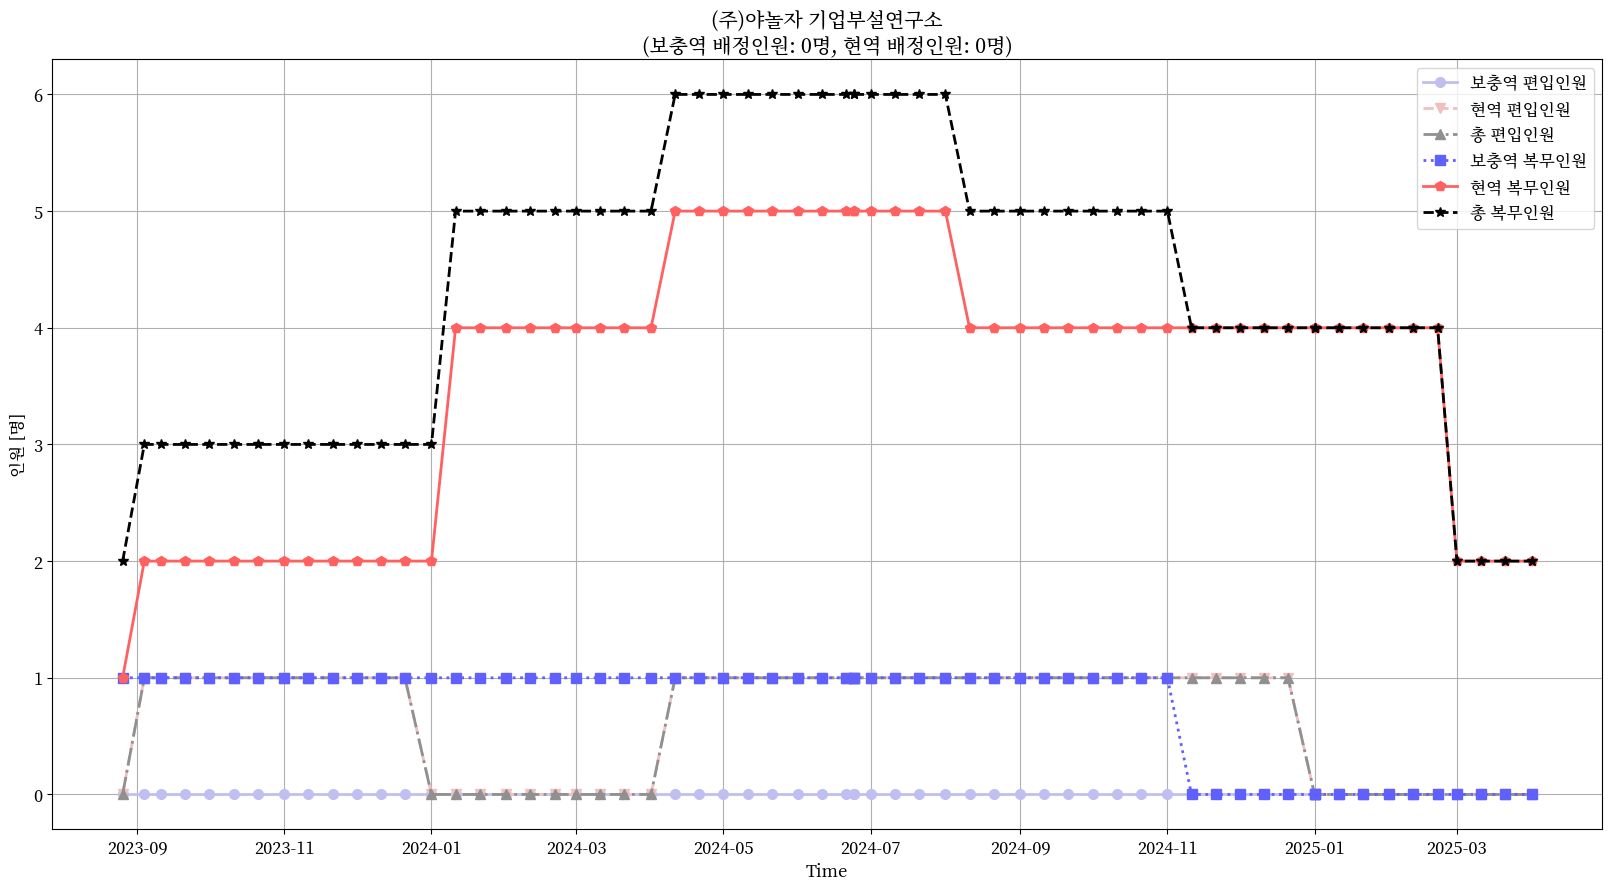 (주)야놀자 기업부설연구소
(보충역 배정인원: 0명, 현역 배정인원: 0명)
보충역 편입인원
현역 편입인원
총 편입인원
보충역 복무인원
현역 복무인원
총 복무인원
인원 [명]
6
5
4
3
2
1
0
2023-09 2023-11 2024-01 2024-03 2024-05 2024-07 2024-09 2024-11 2025-01 2025-03
Time